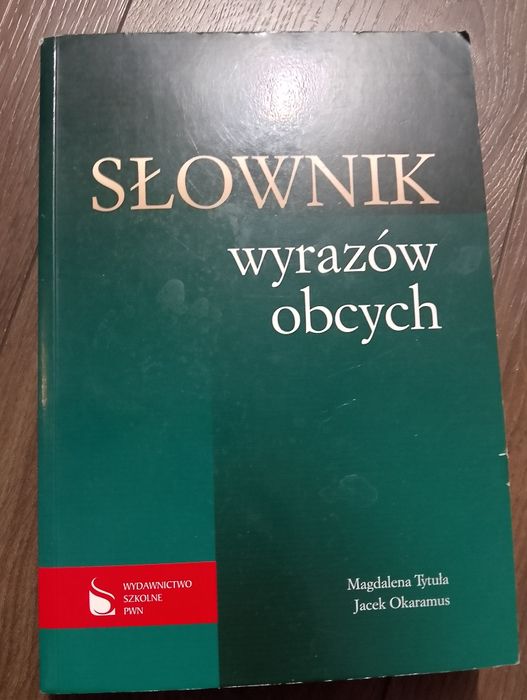 SŁOWNIK
wyrazów
obcych
Magdalena Tytuła
Jacek Okaramus
WYDAWNICTWO
SZKOLNE
PWN